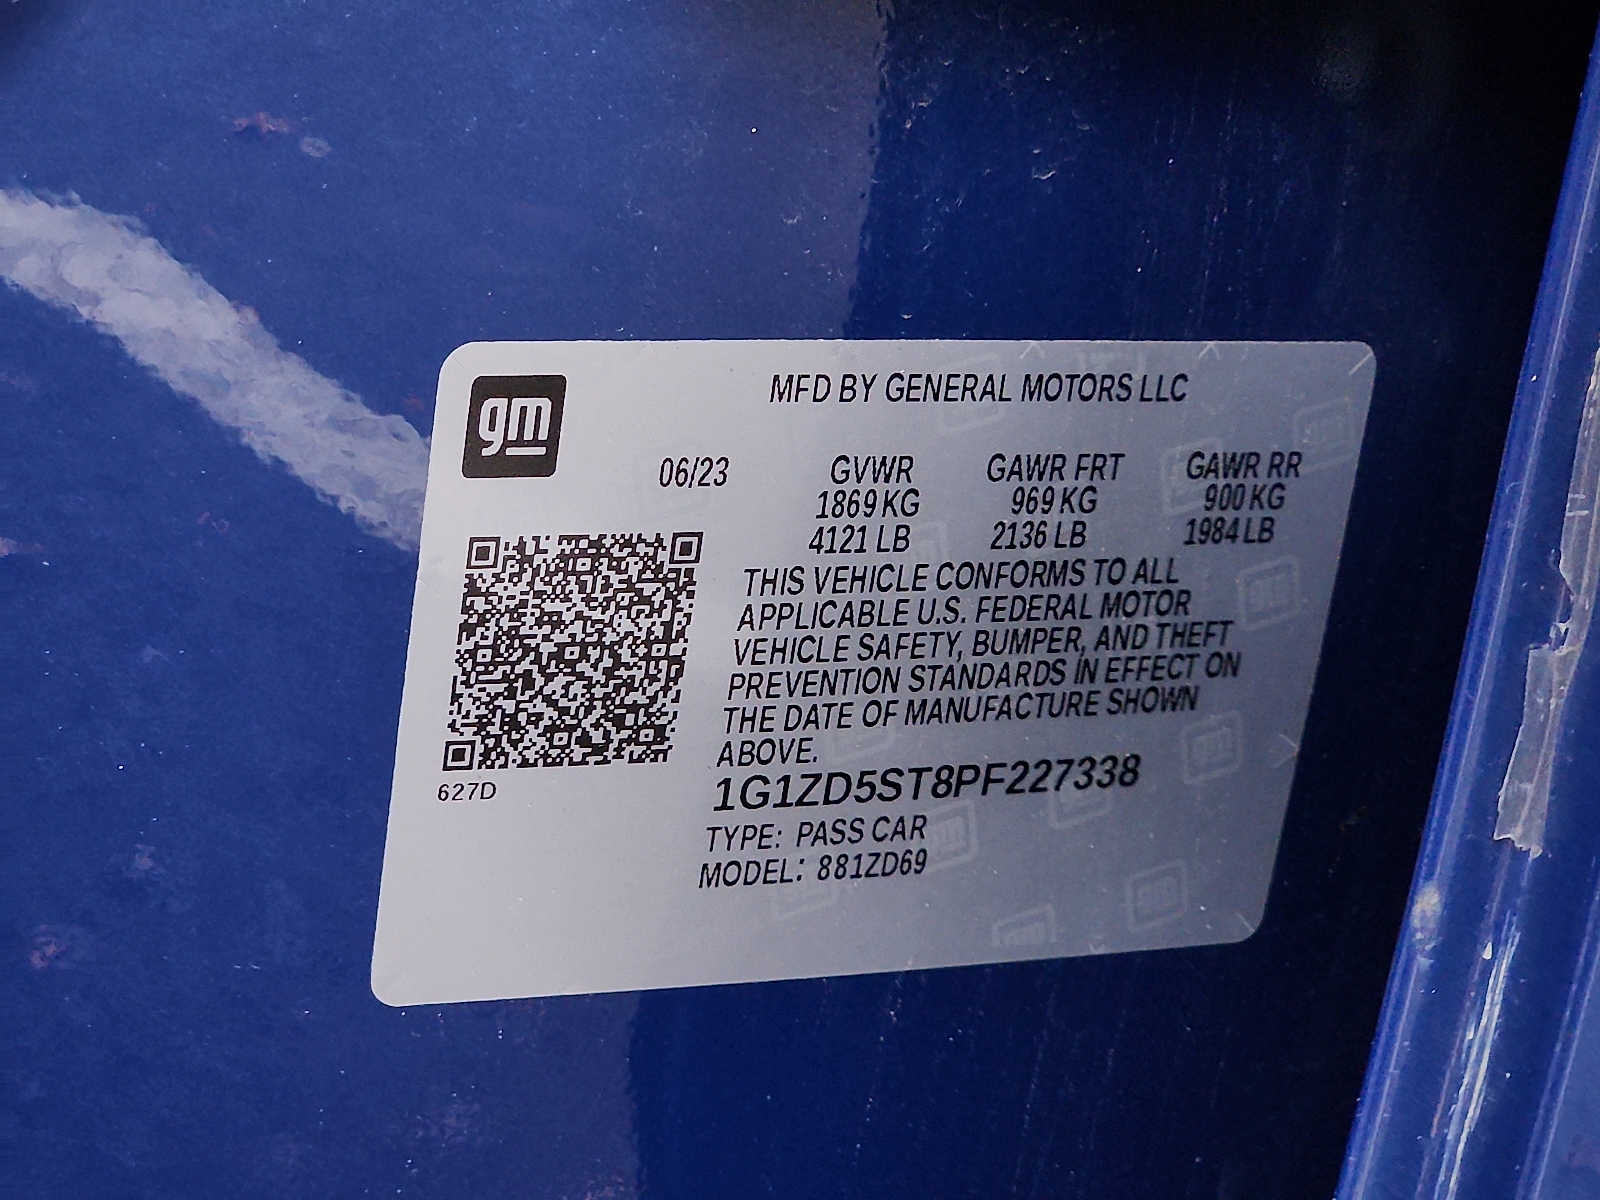 gm
MFD BY GENERAL MOTORS LLC
06/23 GVWR GAWR FRT GAWR RR
1869 KG 969 KG 900 KG
4121 LB 2136 LB 1984 LB
THIS VEHICLE CONFORMS TO ALL
APPLICABLE U.S. FEDERAL MOTOR
VEHICLE SAFETY, BUMPER, AND THEFT
PREVENTION STANDARDS IN EFFECT ON
THE DATE OF MANUFACTURE SHOWN
ABOVE.
627D
1G1ZD5ST8PF227338
TYPE: PASS CAR
MODEL: 881ZD69